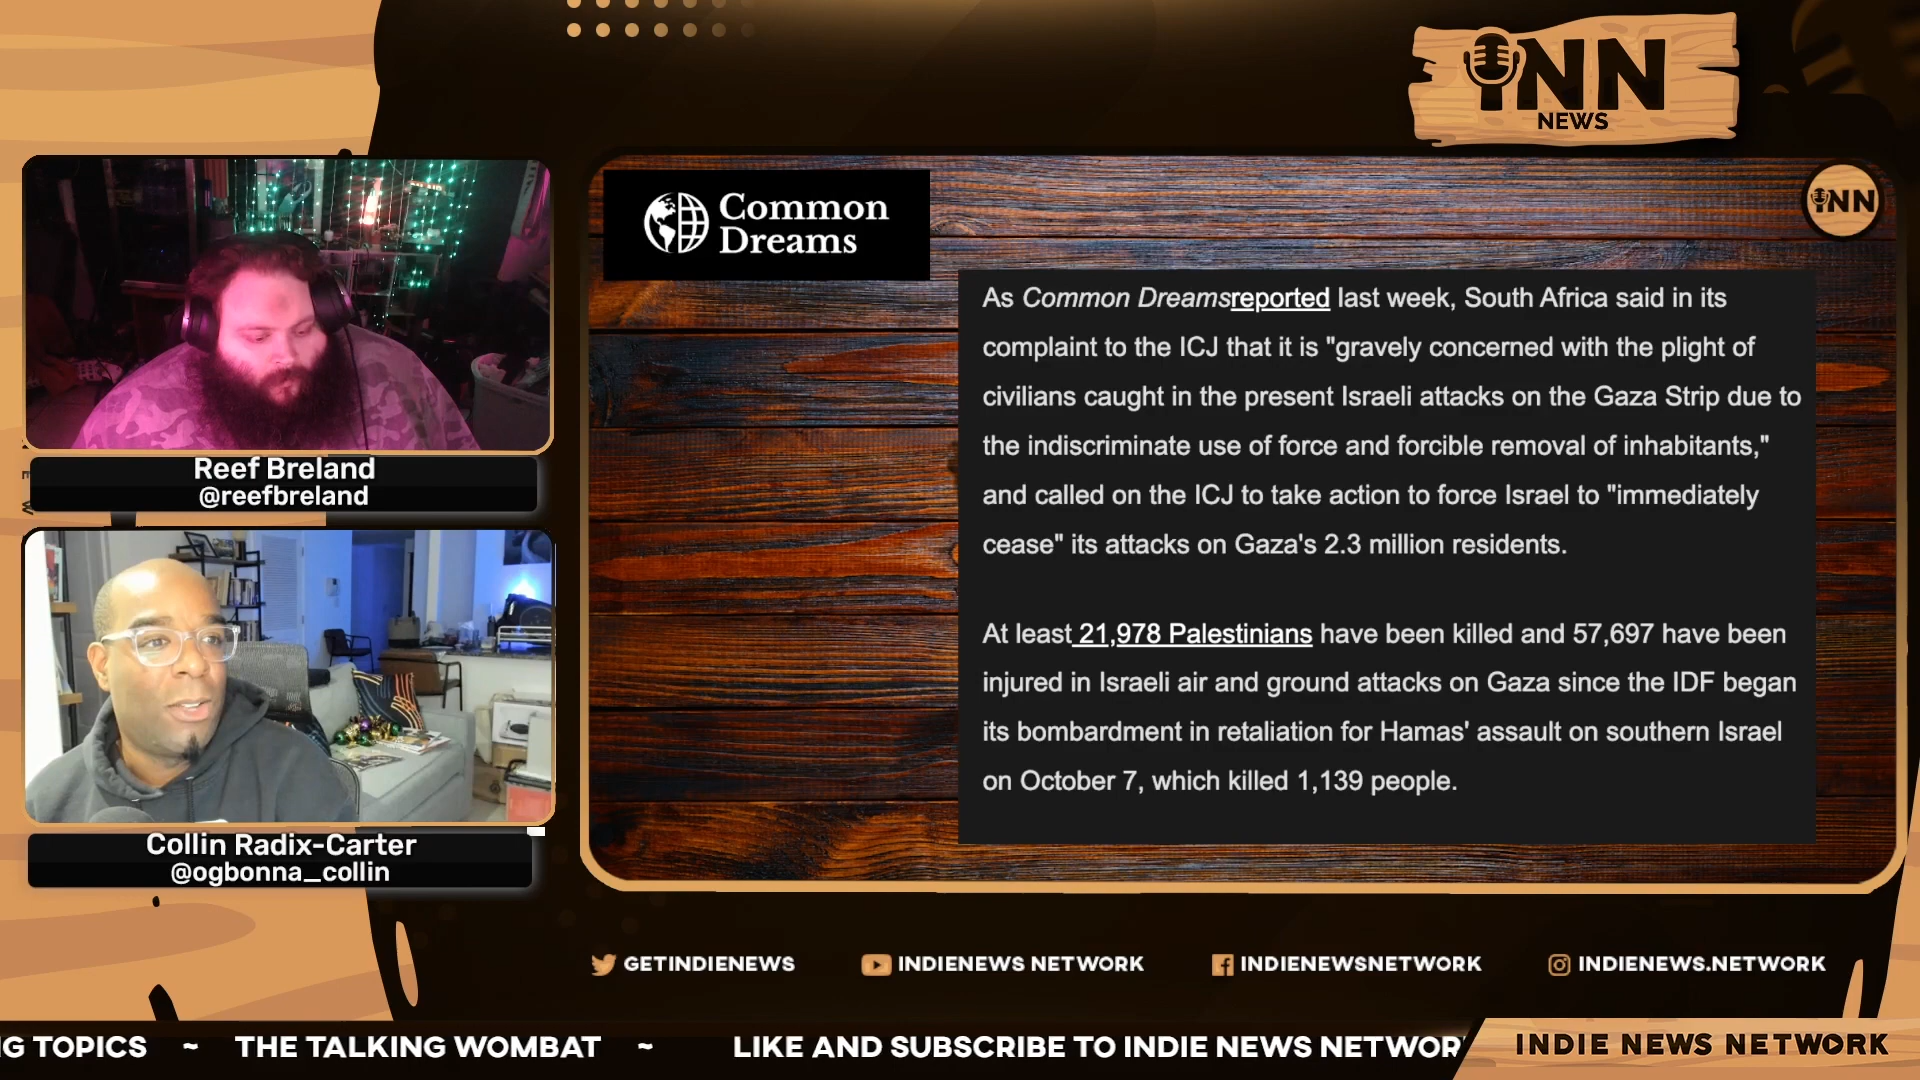 iNN
NEWS
iNN
Common
Dreams
As Common Dreamsreported last week, South Africa said in its
complaint to the ICJ that it is "gravely concerned with the plight of
civilians caught in the present Israeli attacks on the Gaza Strip due to
the indiscriminate use of force and forcible removal of inhabitants,"
and called on the ICJ to take action to force Israel to "immediately
cease" its attacks on Gaza's 2.3 million residents.
At least 21,978 Palestinians have been killed and 57,697 have been
injured in Israeli air and ground attacks on Gaza since the IDF began
its bombardment in retaliation for Hamas' assault on southern Israel
on October 7, which killed 1,139 people.
Reef Breland
@reefbreland
Collin Radix-Carter
@ogbonna_collin
GETINDIENEWS
INDIENEWS NETWORK
INDIENEWSNETWORK
INDIENEWS.NETWORK
G TOPICS ~ THE TALKING WOMBAT ~ LIKE AND SUBSCRIBE TO INDIE NEWS NETWOR
INDIE NEWS NETWORK